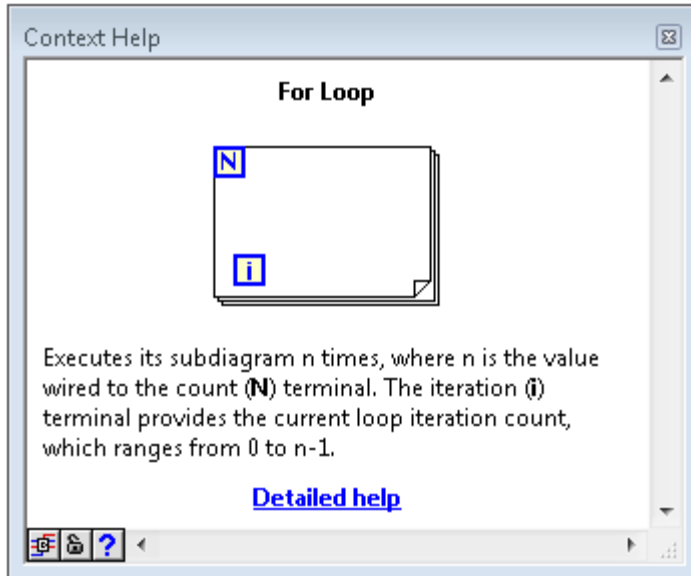 Context Help
For Loop
N
i
Executes its subdiagram n times, where n is the value
wired to the count (N) terminal. The iteration (i)
terminal provides the current loop iteration count,
which ranges from 0 to n-1.
Detailed help
?